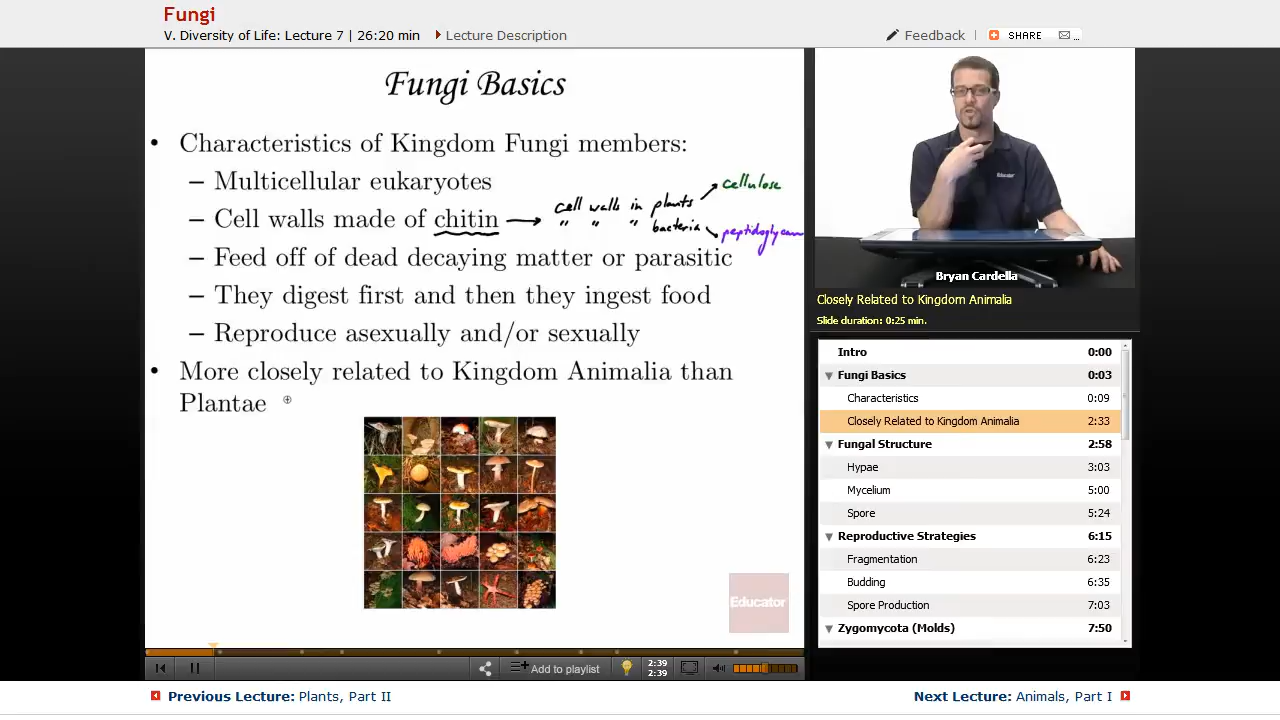 Fungi
V. Diversity of Life: Lecture 7 | 26:20 min
Lecture Description
Feedback
SHARE
...
Fungi Basics
• Characteristics of Kingdom Fungi members:
– Multicellular eukaryotes
– Cell walls made of chitin
cell walls in plants
cellulose
" " " bacteria
peptidoglycan
– Feed off of dead decaying matter or parasitic
– They digest first and then they ingest food
– Reproduce asexually and/or sexually
• More closely related to Kingdom Animalia than
Plantae
Educator
Educator
Bryan Cardella
Closely Related to Kingdom Animalia
Slide duration: 0:25 min.
Intro 0:00
Fungi Basics 0:03
Characteristics 0:09
Closely Related to Kingdom Animalia 2:33
Fungal Structure 2:58
Hypae 3:03
Mycelium 5:00
Spore 5:24
Reproductive Strategies 6:15
Fragmentation 6:23
Budding 6:35
Spore Production 7:03
Zygomycota (Molds) 7:50
Add to playlist
2:39
2:39
Previous Lecture: Plants, Part II
Next Lecture: Animals, Part I